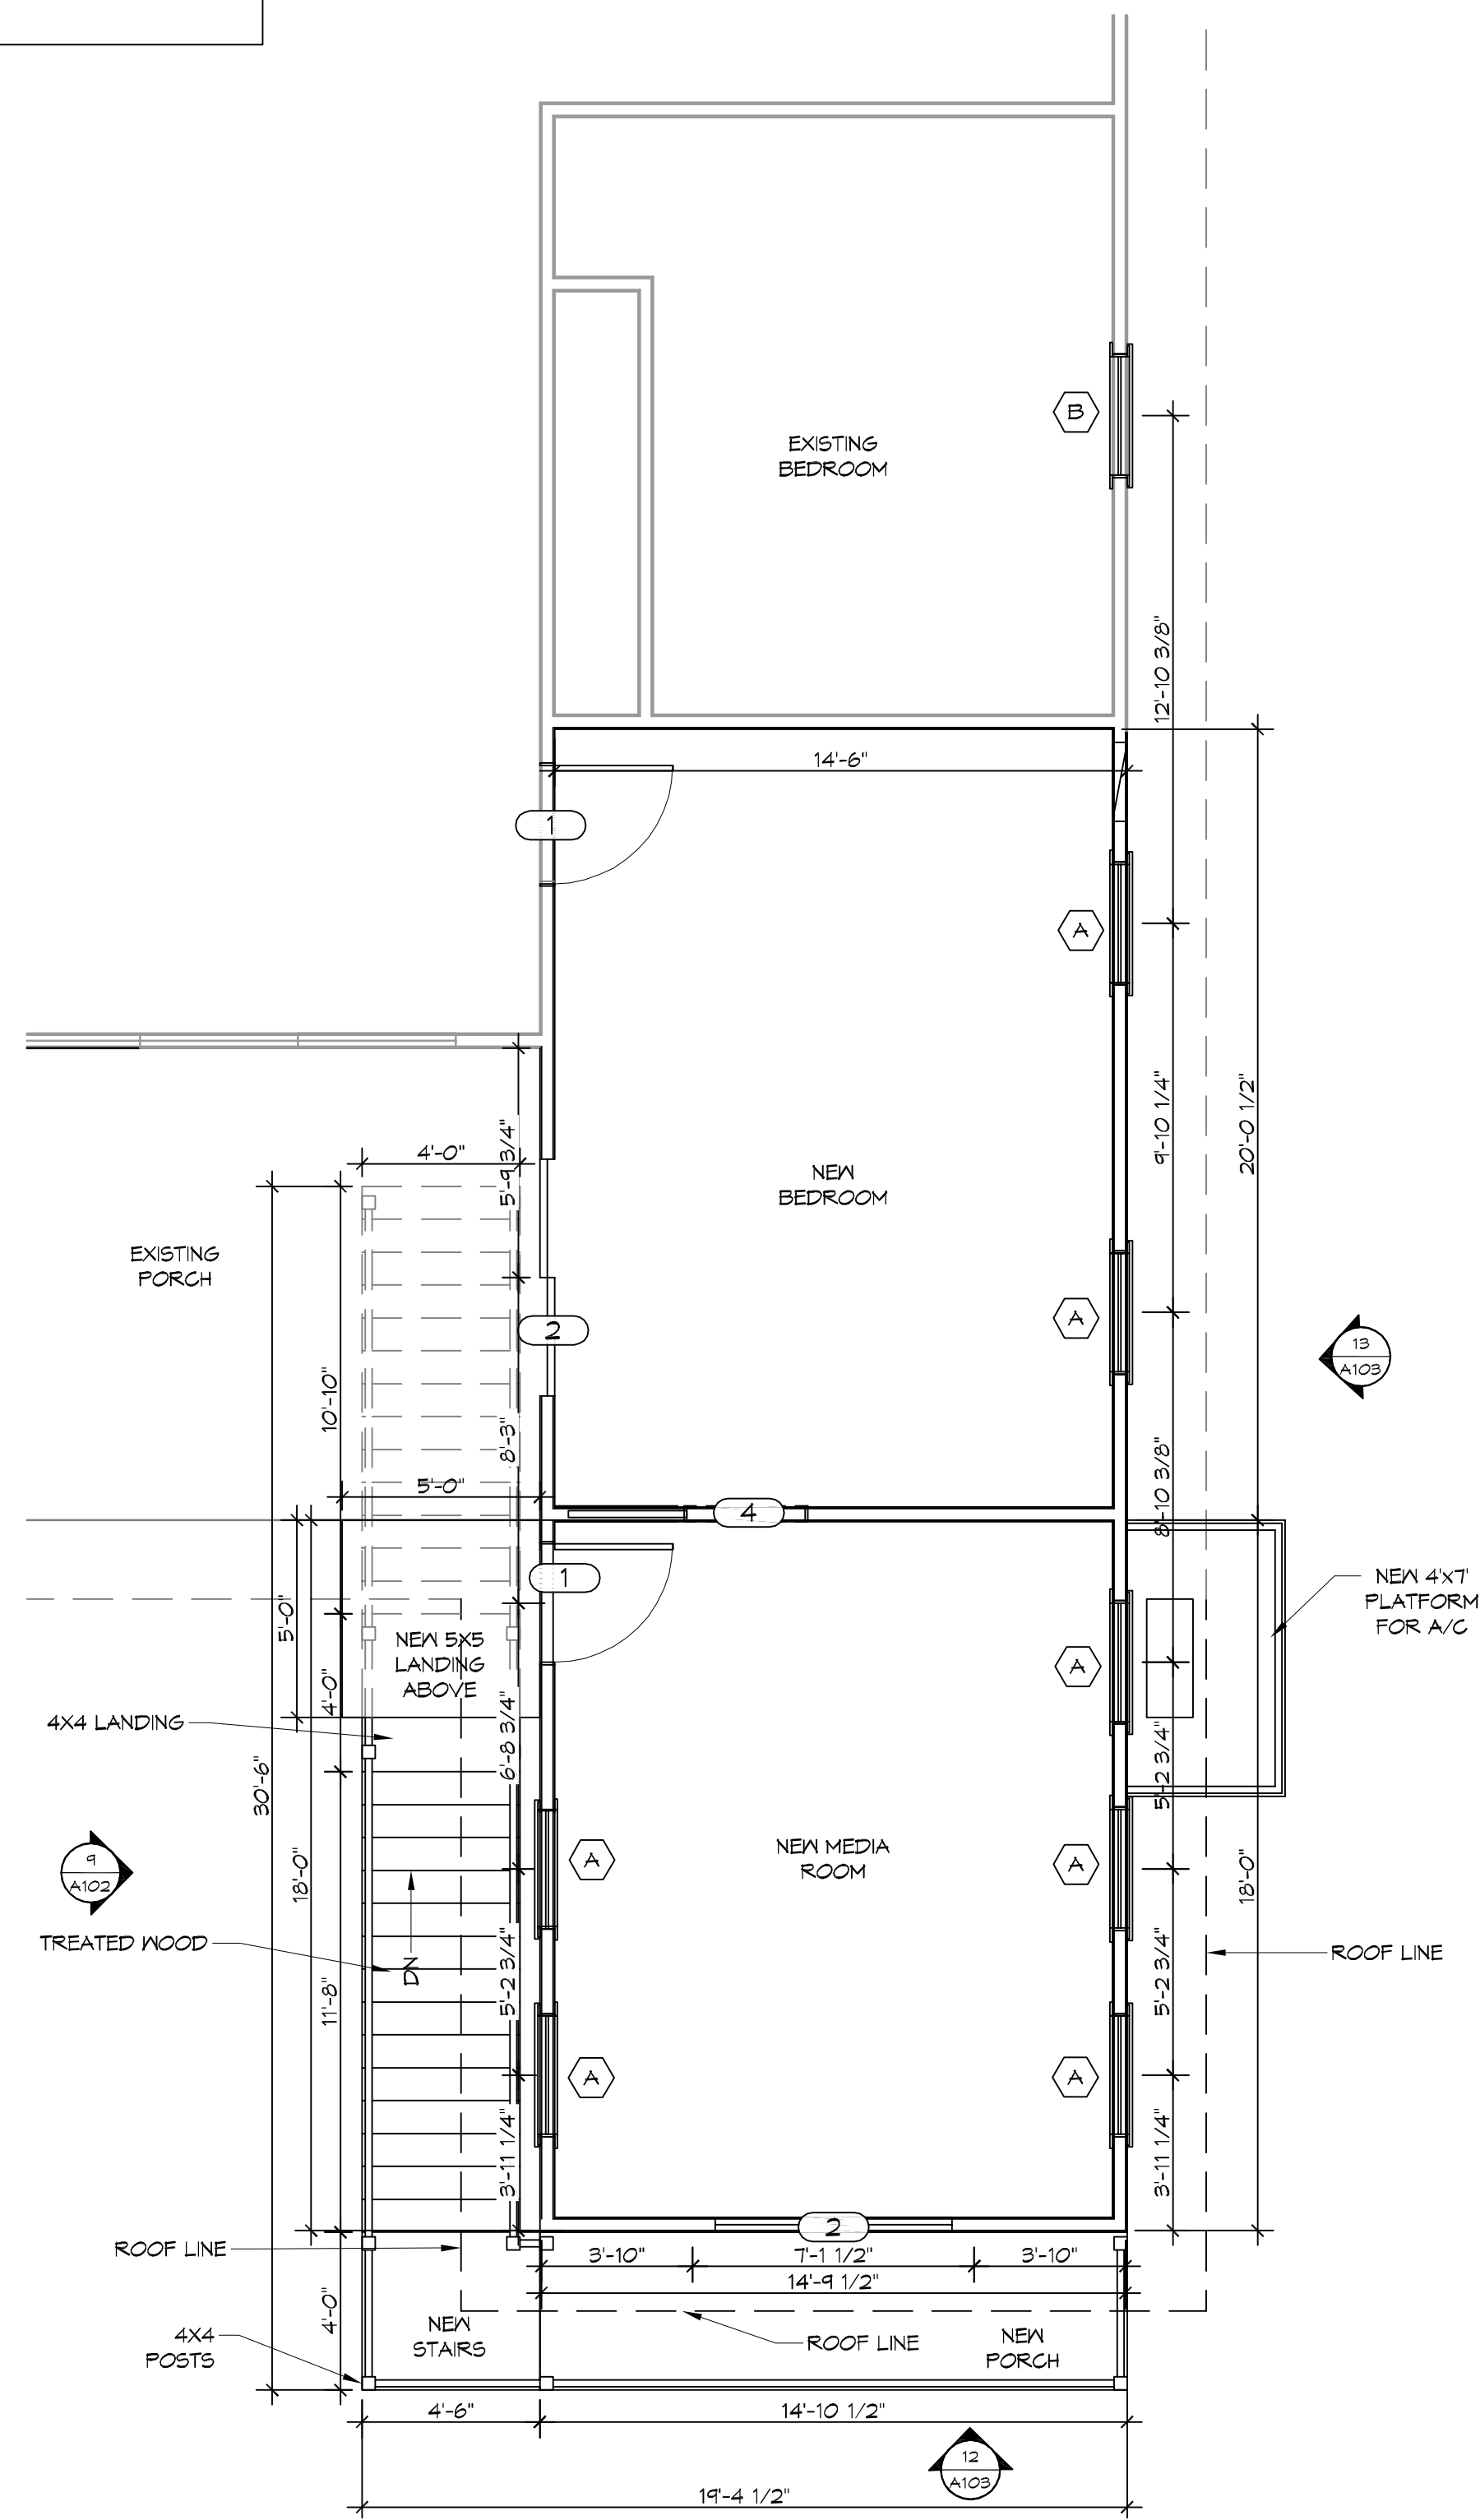 B
EXISTING
BEDROOM
12'-10 3/8"
14'-6"
1
A
9'-10 1/4"
20'-0 1/2"
5'-9 3/4"
4'-0"
NEW
BEDROOM
EXISTING
PORCH
A
2
13
A103
10'-10"
8'-3"
8'-10 3/8"
5'-0"
4
1
NEW 4'x7'
PLATFORM
FOR A/C
5'-0"
NEW 5X5
LANDING
ABOVE
A
4'-0"
4X4 LANDING
6'-8 3/4"
5'-2 3/4"
30'-6"
9
A102
18'-0"
A
NEW MEDIA
ROOM
A
18'-0"
TREATED WOOD
DN
11'-8"
5'-2 3/4"
5'-2 3/4"
ROOF LINE
A
A
3'-11 1/4"
3'-11 1/4"
2
ROOF LINE
3'-10"
7'-1 1/2"
3'-10"
14'-9 1/2"
4'-0"
NEW
STAIRS
ROOF LINE
NEW
PORCH
4X4
POSTS
4'-6"
14'-10 1/2"
12
A103
19'-4 1/2"